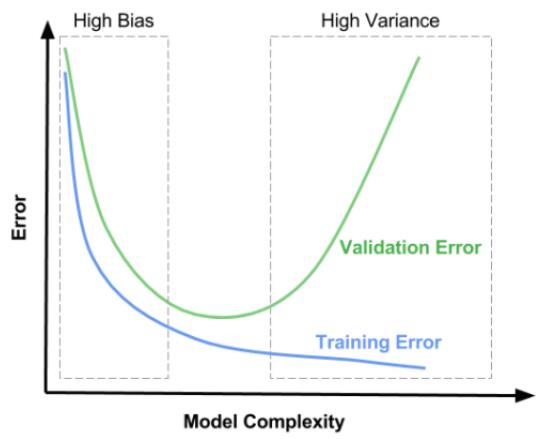 High Bias
High Variance
Error
Validation Error
Training Error
Model Complexity